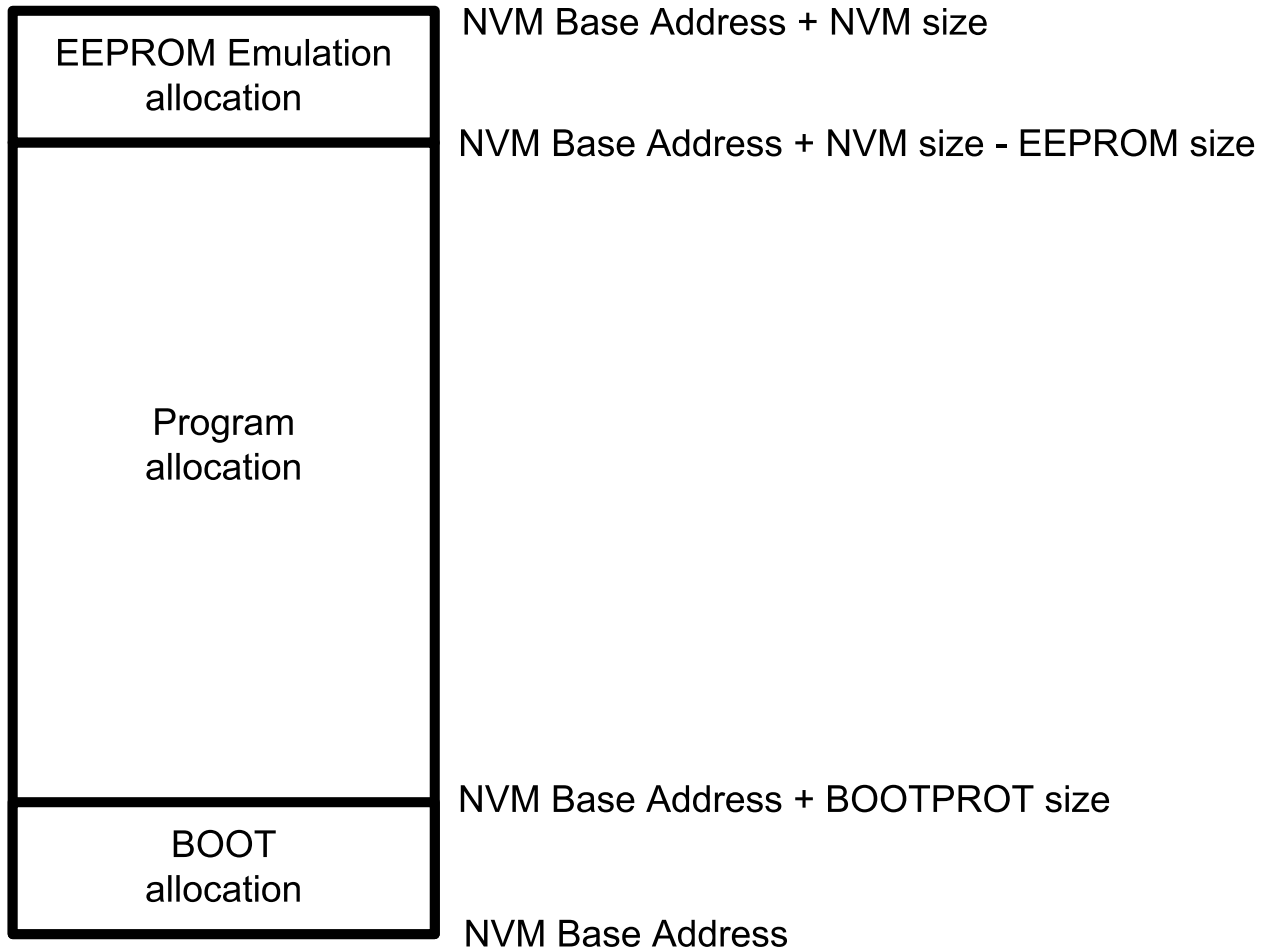 NVM Base Address + NVM size
EEPROM Emulation
allocation
NVM Base Address + NVM size - EEPROM size
Program
allocation
NVM Base Address + BOOTPROT size
BOOT
allocation
NVM Base Address